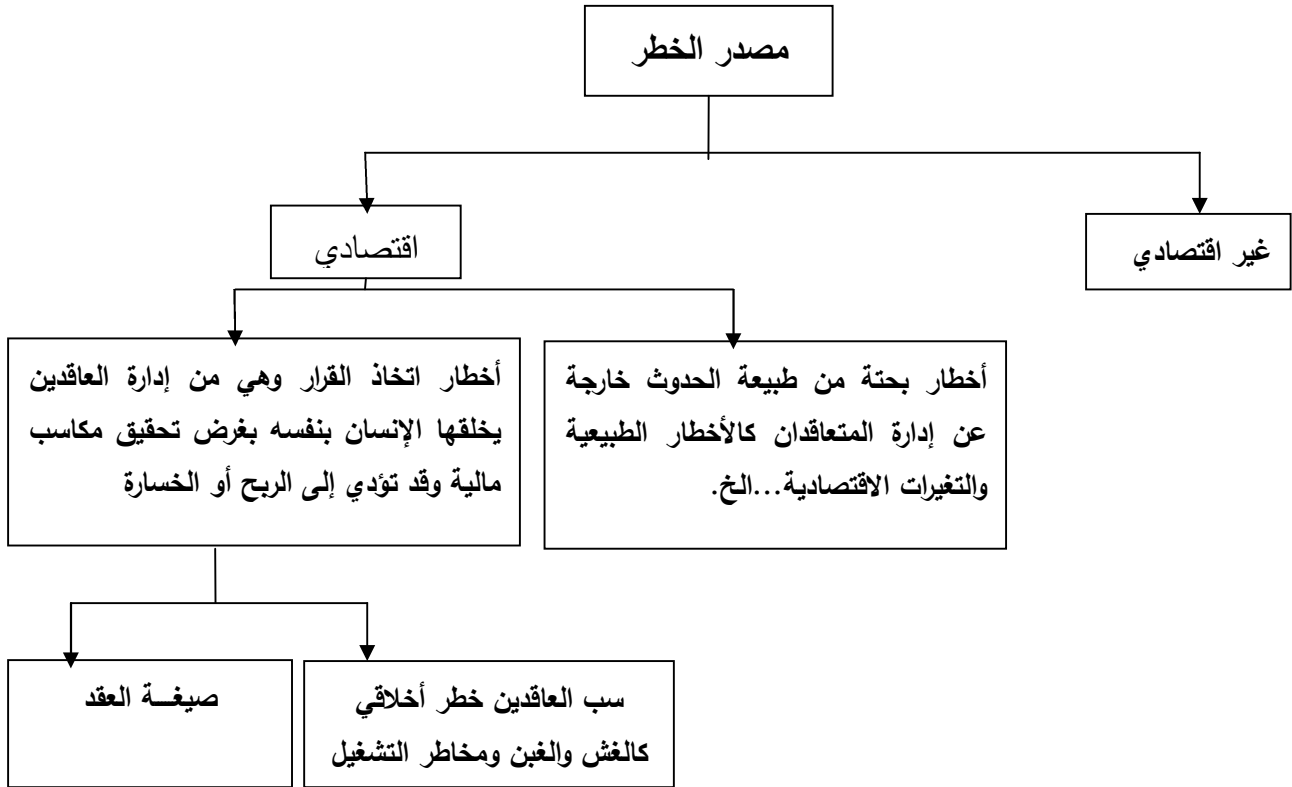 مصدر الخطر
غير اقتصادي
اقتصادي
أخطار بحتة من طبيعة الحدوث خارجة
عن إدارة المتعاقدان كالأخطار الطبيعية
والتغيرات الاقتصادية...الخ.
أخطار اتخاذ القرار وهي من إدارة العاقدين
يخلقها الإنسان بنفسه بغرض تحقيق مكاسب
مالية وقد تؤدي إلى الربح أو الخسارة
سب العاقدين خطر أخلاقي
كالغش والغبن ومخاطر التشغيل
صيغــة العقد